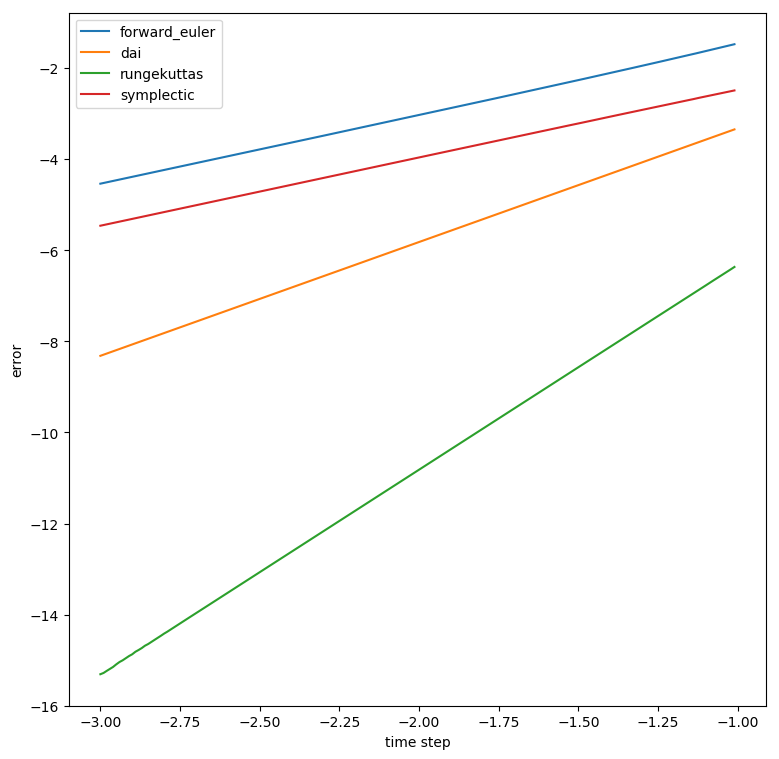 forward_euler
dai
rungekuttas
symplectic
−2
−4
−6
−8
−10
−12
−14
−16
error
−3.00 −2.75 −2.50 −2.25 −2.00 −1.75 −1.50 −1.25 −1.00
time step